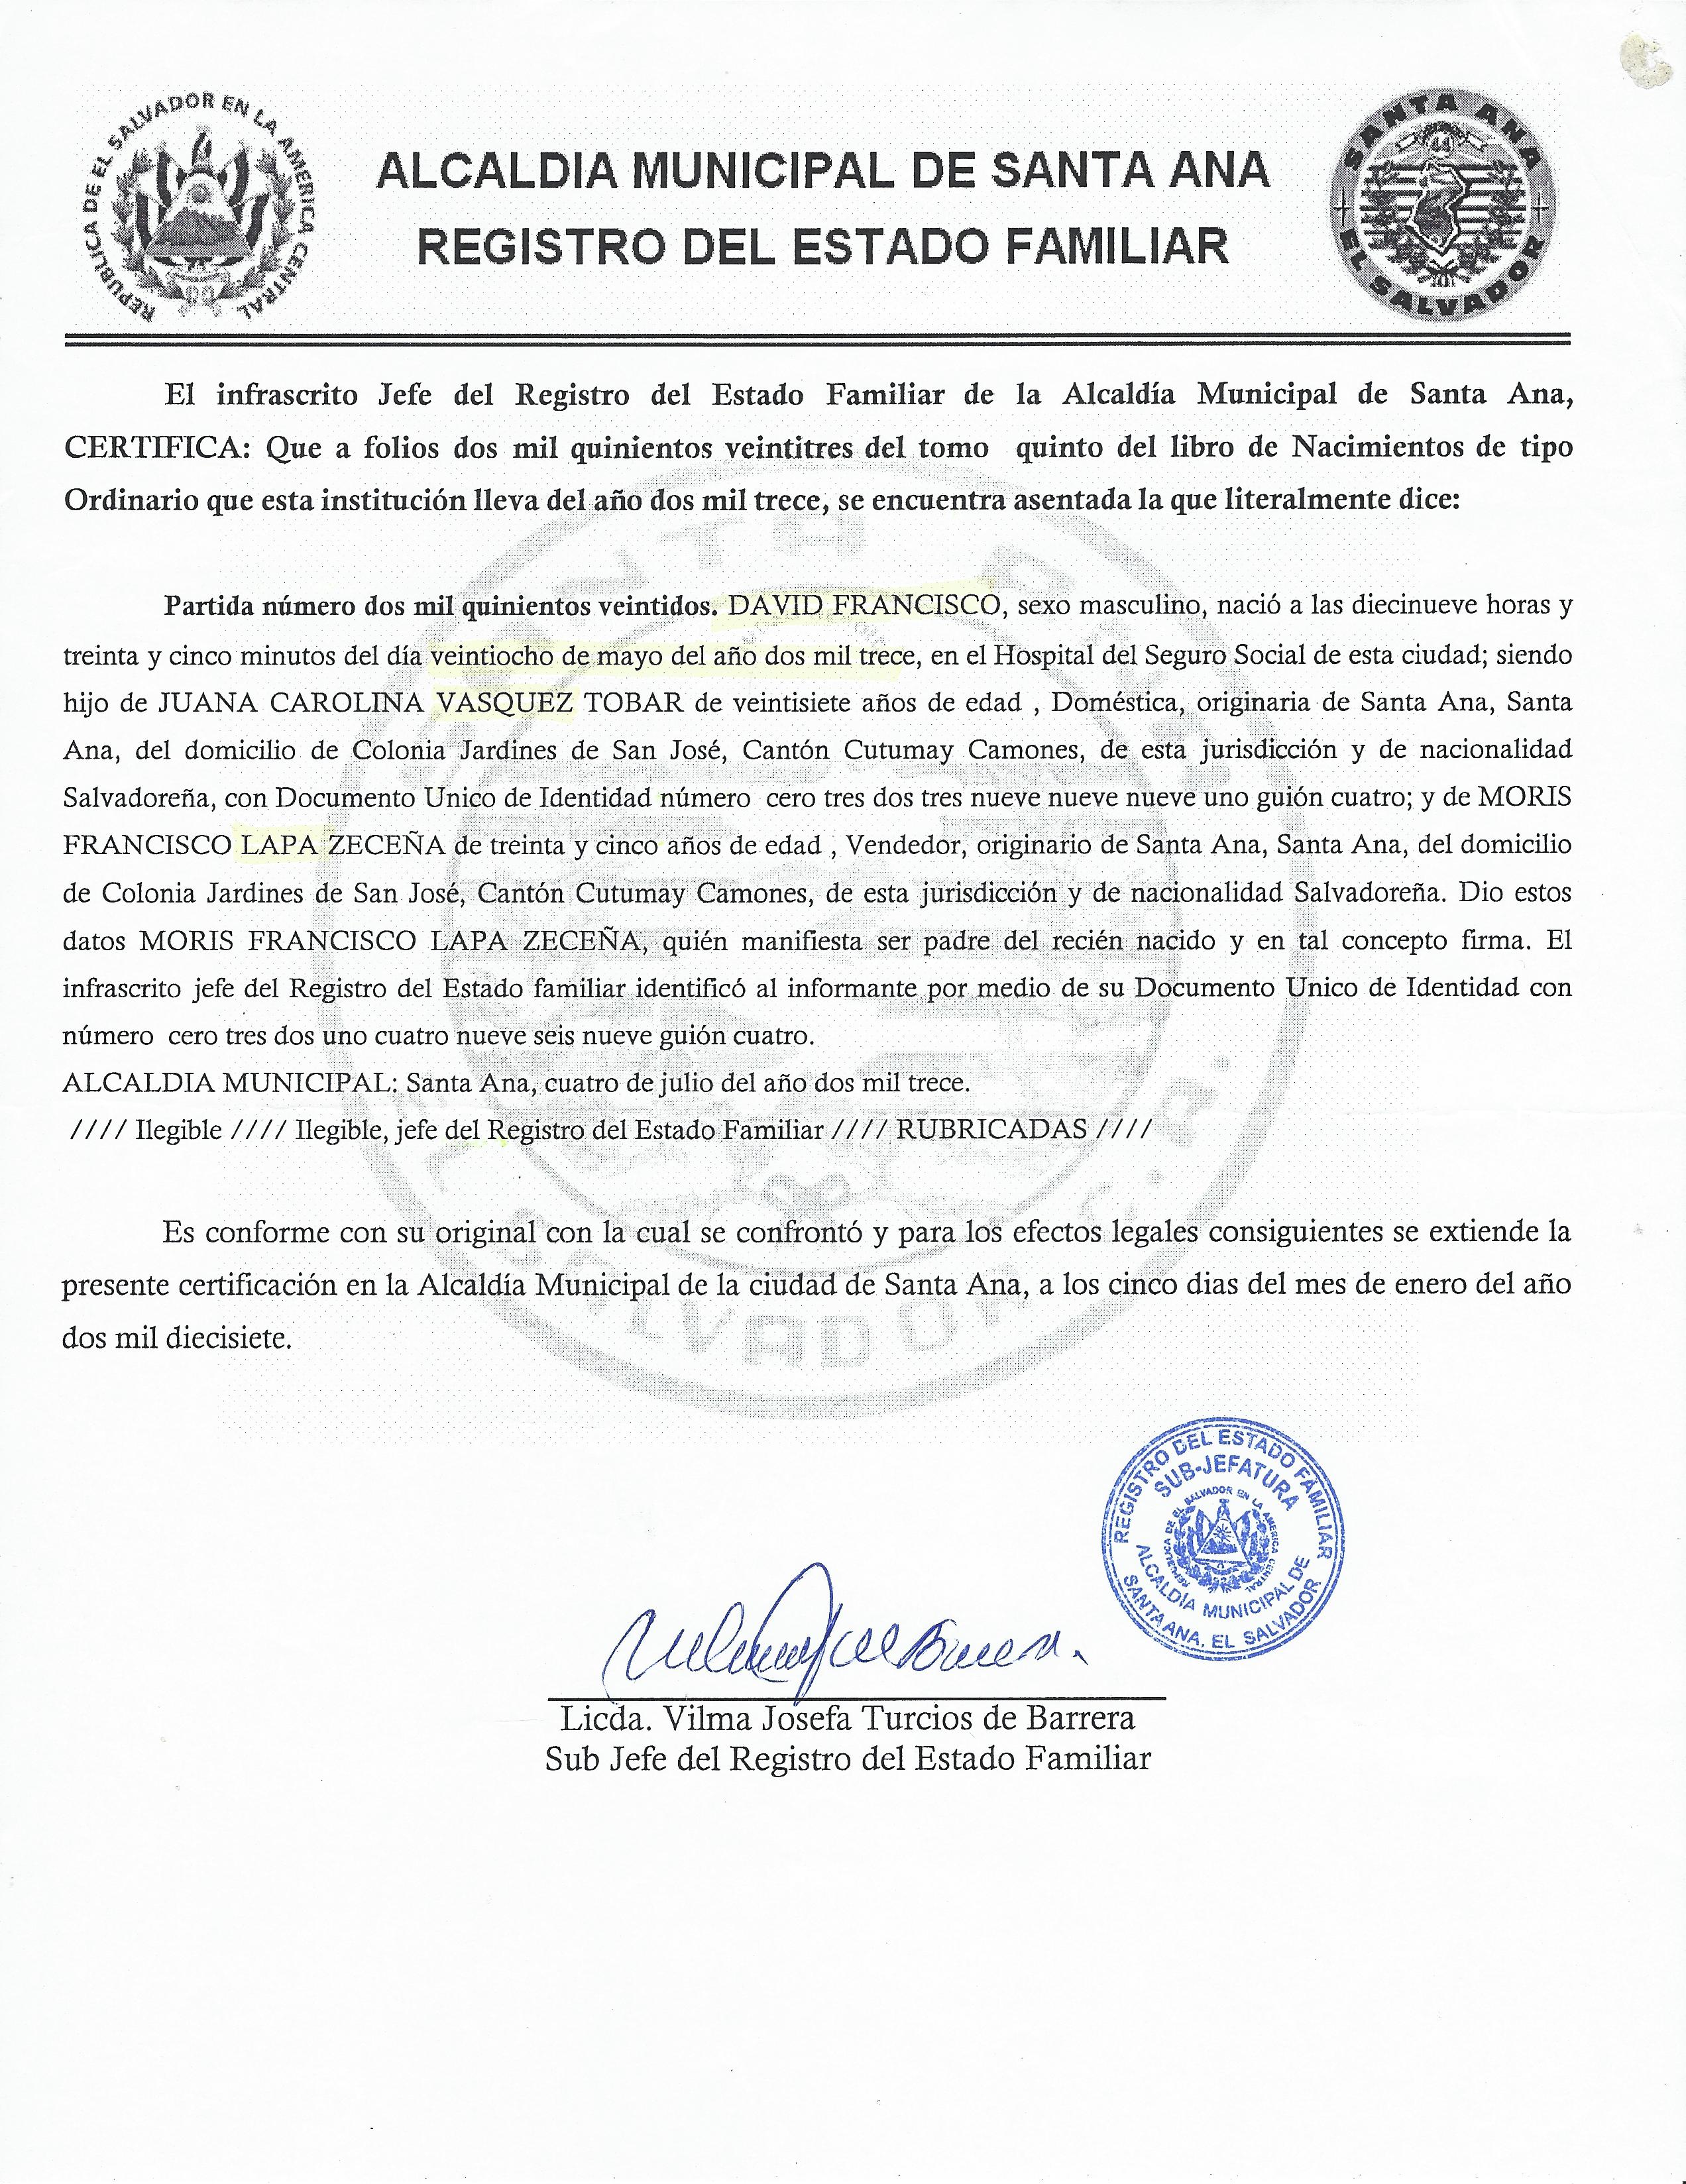 REPUBLICA DE EL SALVADOR EN LA AMERICA CENTRAL
ALCALDIA MUNICIPAL DE SANTA ANA
REGISTRO DEL ESTADO FAMILIAR
SANTA ANA
44
EL SALVADOR
El infrascrito Jefe del Registro del Estado Familiar de la Alcaldía Municipal de Santa Ana,
CERTIFICA: Que a folios dos mil quinientos veintitres del tomo quinto del libro de Nacimientos de tipo
Ordinario que esta institución lleva del año dos mil trece, se encuentra asentada la que literalmente dice:
Partida número dos mil quinientos veintidos. DAVID FRANCISCO, sexo masculino, nació a las diecinueve horas y
treinta y cinco minutos del día veintiocho de mayo del año dos mil trece, en el Hospital del Seguro Social de esta ciudad; siendo
hijo de JUANA CAROLINA VASQUEZ TOBAR de veintisiete años de edad , Doméstica, originaria de Santa Ana, Santa
Ana, del domicilio de Colonia Jardines de San José, Cantón Cutumay Camones, de esta jurisdicción y de nacionalidad
Salvadoreña, con Documento Unico de Identidad número cero tres dos tres nueve nueve nueve uno guión cuatro; y de MORIS
FRANCISCO LAPA ZECEÑA de treinta y cinco años de edad , Vendedor, originario de Santa Ana, Santa Ana, del domicilio
de Colonia Jardines de San José, Cantón Cutumay Camones, de esta jurisdicción y de nacionalidad Salvadoreña. Dio estos
datos MORIS FRANCISCO LAPA ZECEÑA, quién manifiesta ser padre del recién nacido y en tal concepto firma. El
infrascrito jefe del Registro del Estado familiar identificó al informante por medio de su Documento Unico de Identidad con
número cero tres dos uno cuatro nueve seis nueve guión cuatro.
ALCALDIA MUNICIPAL: Santa Ana, cuatro de julio del año dos mil trece.
//// Ilegible //// Ilegible, jefe del Registro del Estado Familiar //// RUBRICADAS ////
Es conforme con su original con la cual se confrontó y para los efectos legales consiguientes se extiende la
presente certificación en la Alcaldía Municipal de la ciudad de Santa Ana, a los cinco dias del mes de enero del año
dos mil diecisiete.
REGISTRO DEL ESTADO FAMILIAR
SUB-JEFATURA
REPUBLICA DE EL SALVADOR EN LA AMERICA CENTRAL
ALCALDIA MUNICIPAL DE
SANTA ANA, EL SALVADOR
Licda. Vilma Josefa Turcios de Barrera
Sub Jefe del Registro del Estado Familiar